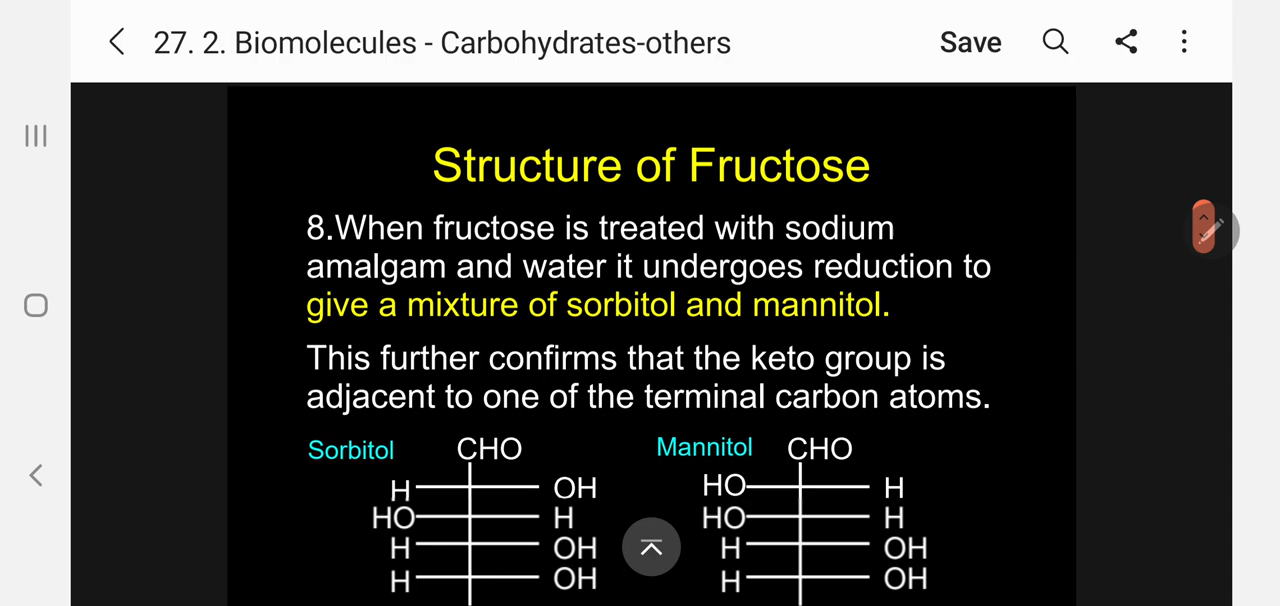 27. 2. Biomolecules - Carbohydrates-others Save
Structure of Fructose
8.When fructose is treated with sodium
amalgam and water it undergoes reduction to
give a mixture of sorbitol and mannitol.
This further confirms that the keto group is
adjacent to one of the terminal carbon atoms.
Sorbitol CHO Mannitol CHO
H OH HO H
HO H HO H
H OH H OH
H OH H OH